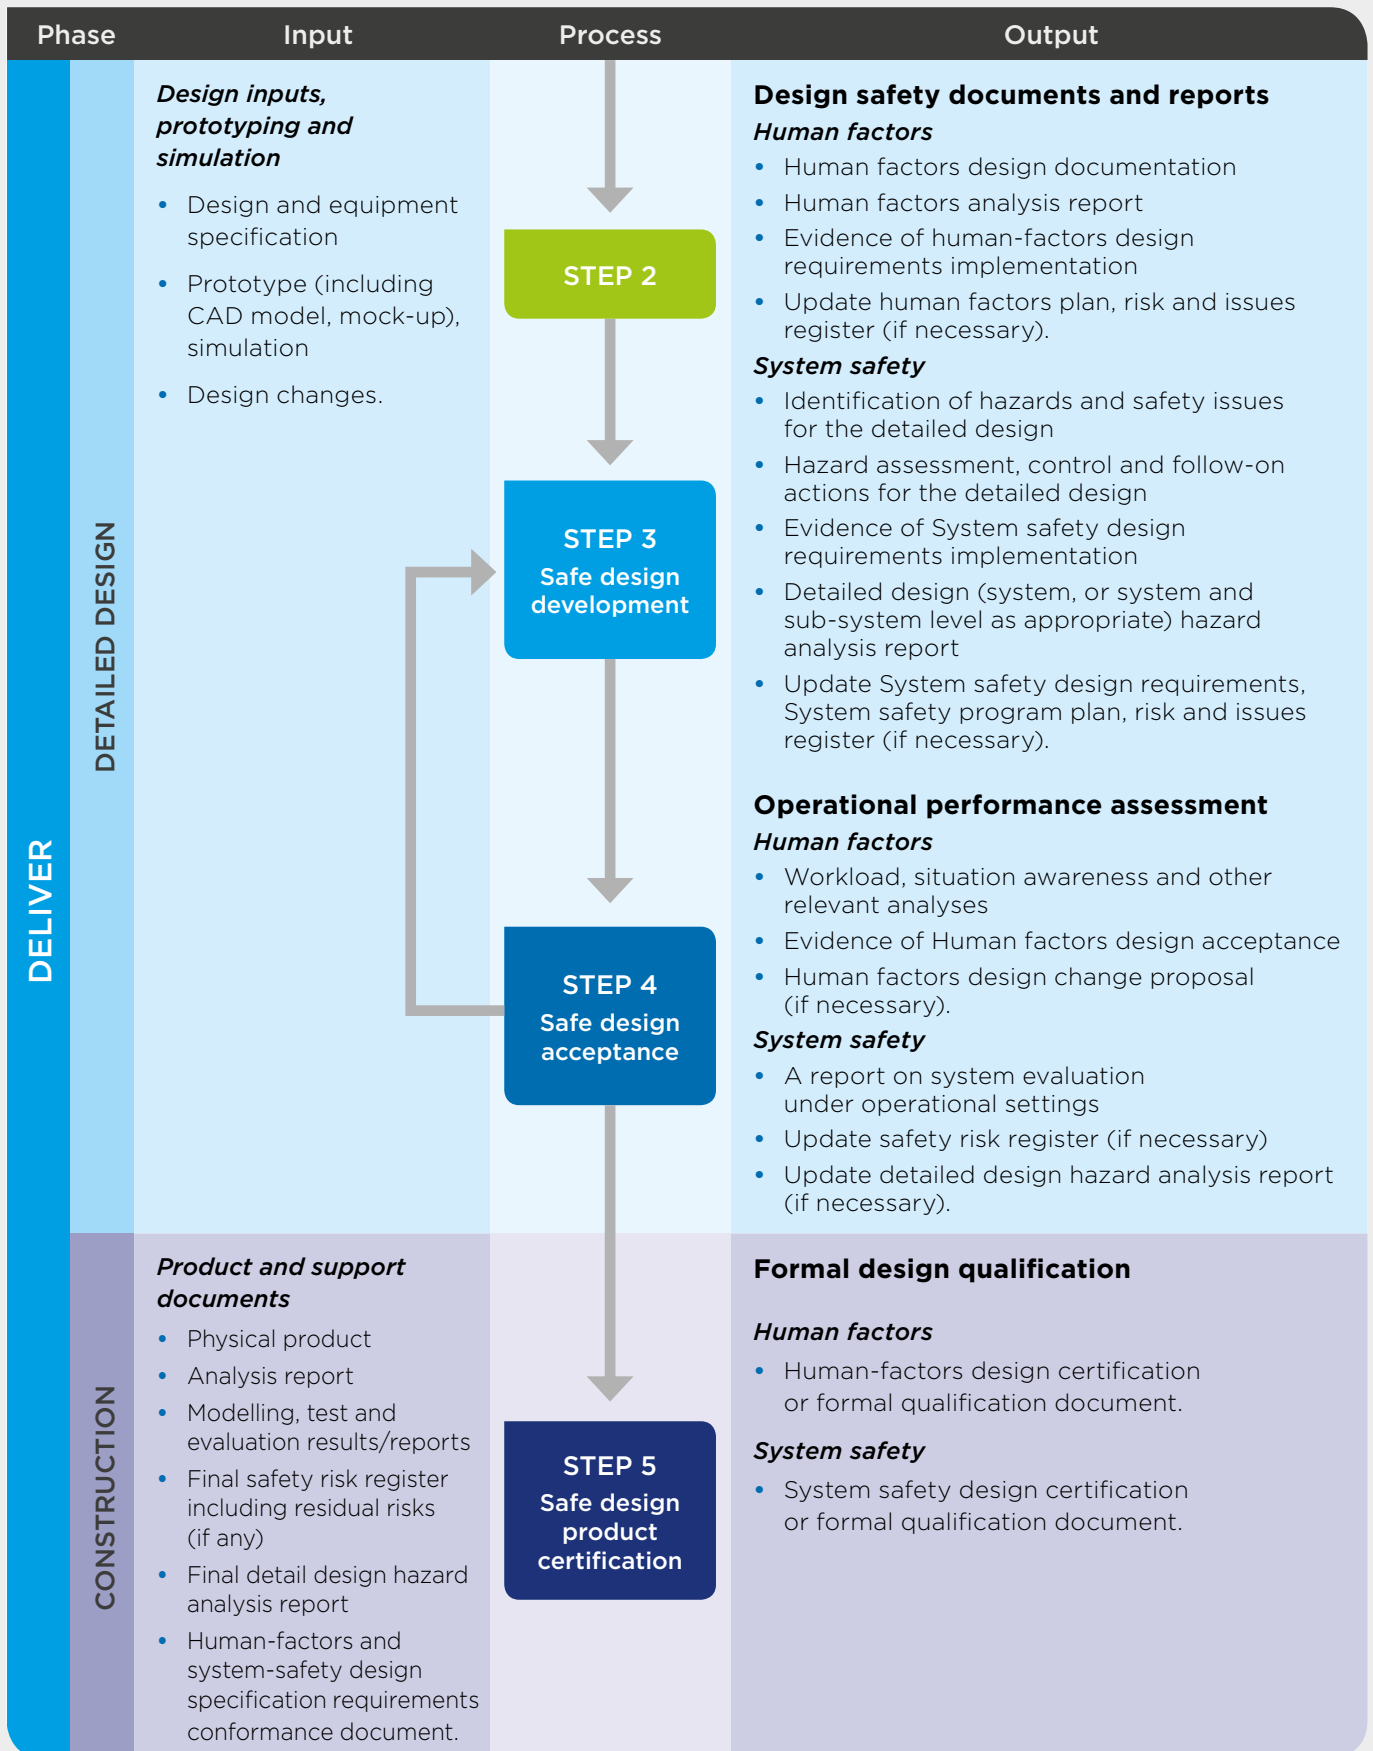 Phase Input Process Output
DELIVER
DETAILED DESIGN
Design inputs,
prototyping and
simulation
• Design and equipment
specification
• Prototype (including
CAD model, mock-up),
simulation
• Design changes.
STEP 2
STEP 3
Safe design
development
STEP 4
Safe design
acceptance
Design safety documents and reports
Human factors
• Human factors design documentation
• Human factors analysis report
• Evidence of human-factors design
requirements implementation
• Update human factors plan, risk and issues
register (if necessary).
System safety
• Identification of hazards and safety issues
for the detailed design
• Hazard assessment, control and follow-on
actions for the detailed design
• Evidence of System safety design
requirements implementation
• Detailed design (system, or system and
sub-system level as appropriate) hazard
analysis report
• Update System safety design requirements,
System safety program plan, risk and issues
register (if necessary).
Operational performance assessment
Human factors
• Workload, situation awareness and other
relevant analyses
• Evidence of Human factors design acceptance
• Human factors design change proposal
(if necessary).
System safety
• A report on system evaluation
under operational settings
• Update safety risk register (if necessary)
• Update detailed design hazard analysis report
(if necessary).
CONSTRUCTION
Product and support
documents
• Physical product
• Analysis report
• Modelling, test and
evaluation results/reports
• Final safety risk register
including residual risks
(if any)
• Final detail design hazard
analysis report
• Human-factors and
system-safety design
specification requirements
conformance document.
STEP 5
Safe design
product
certification
Formal design qualification
Human factors
• Human-factors design certification
or formal qualification document.
System safety
• System safety design certification
or formal qualification document.